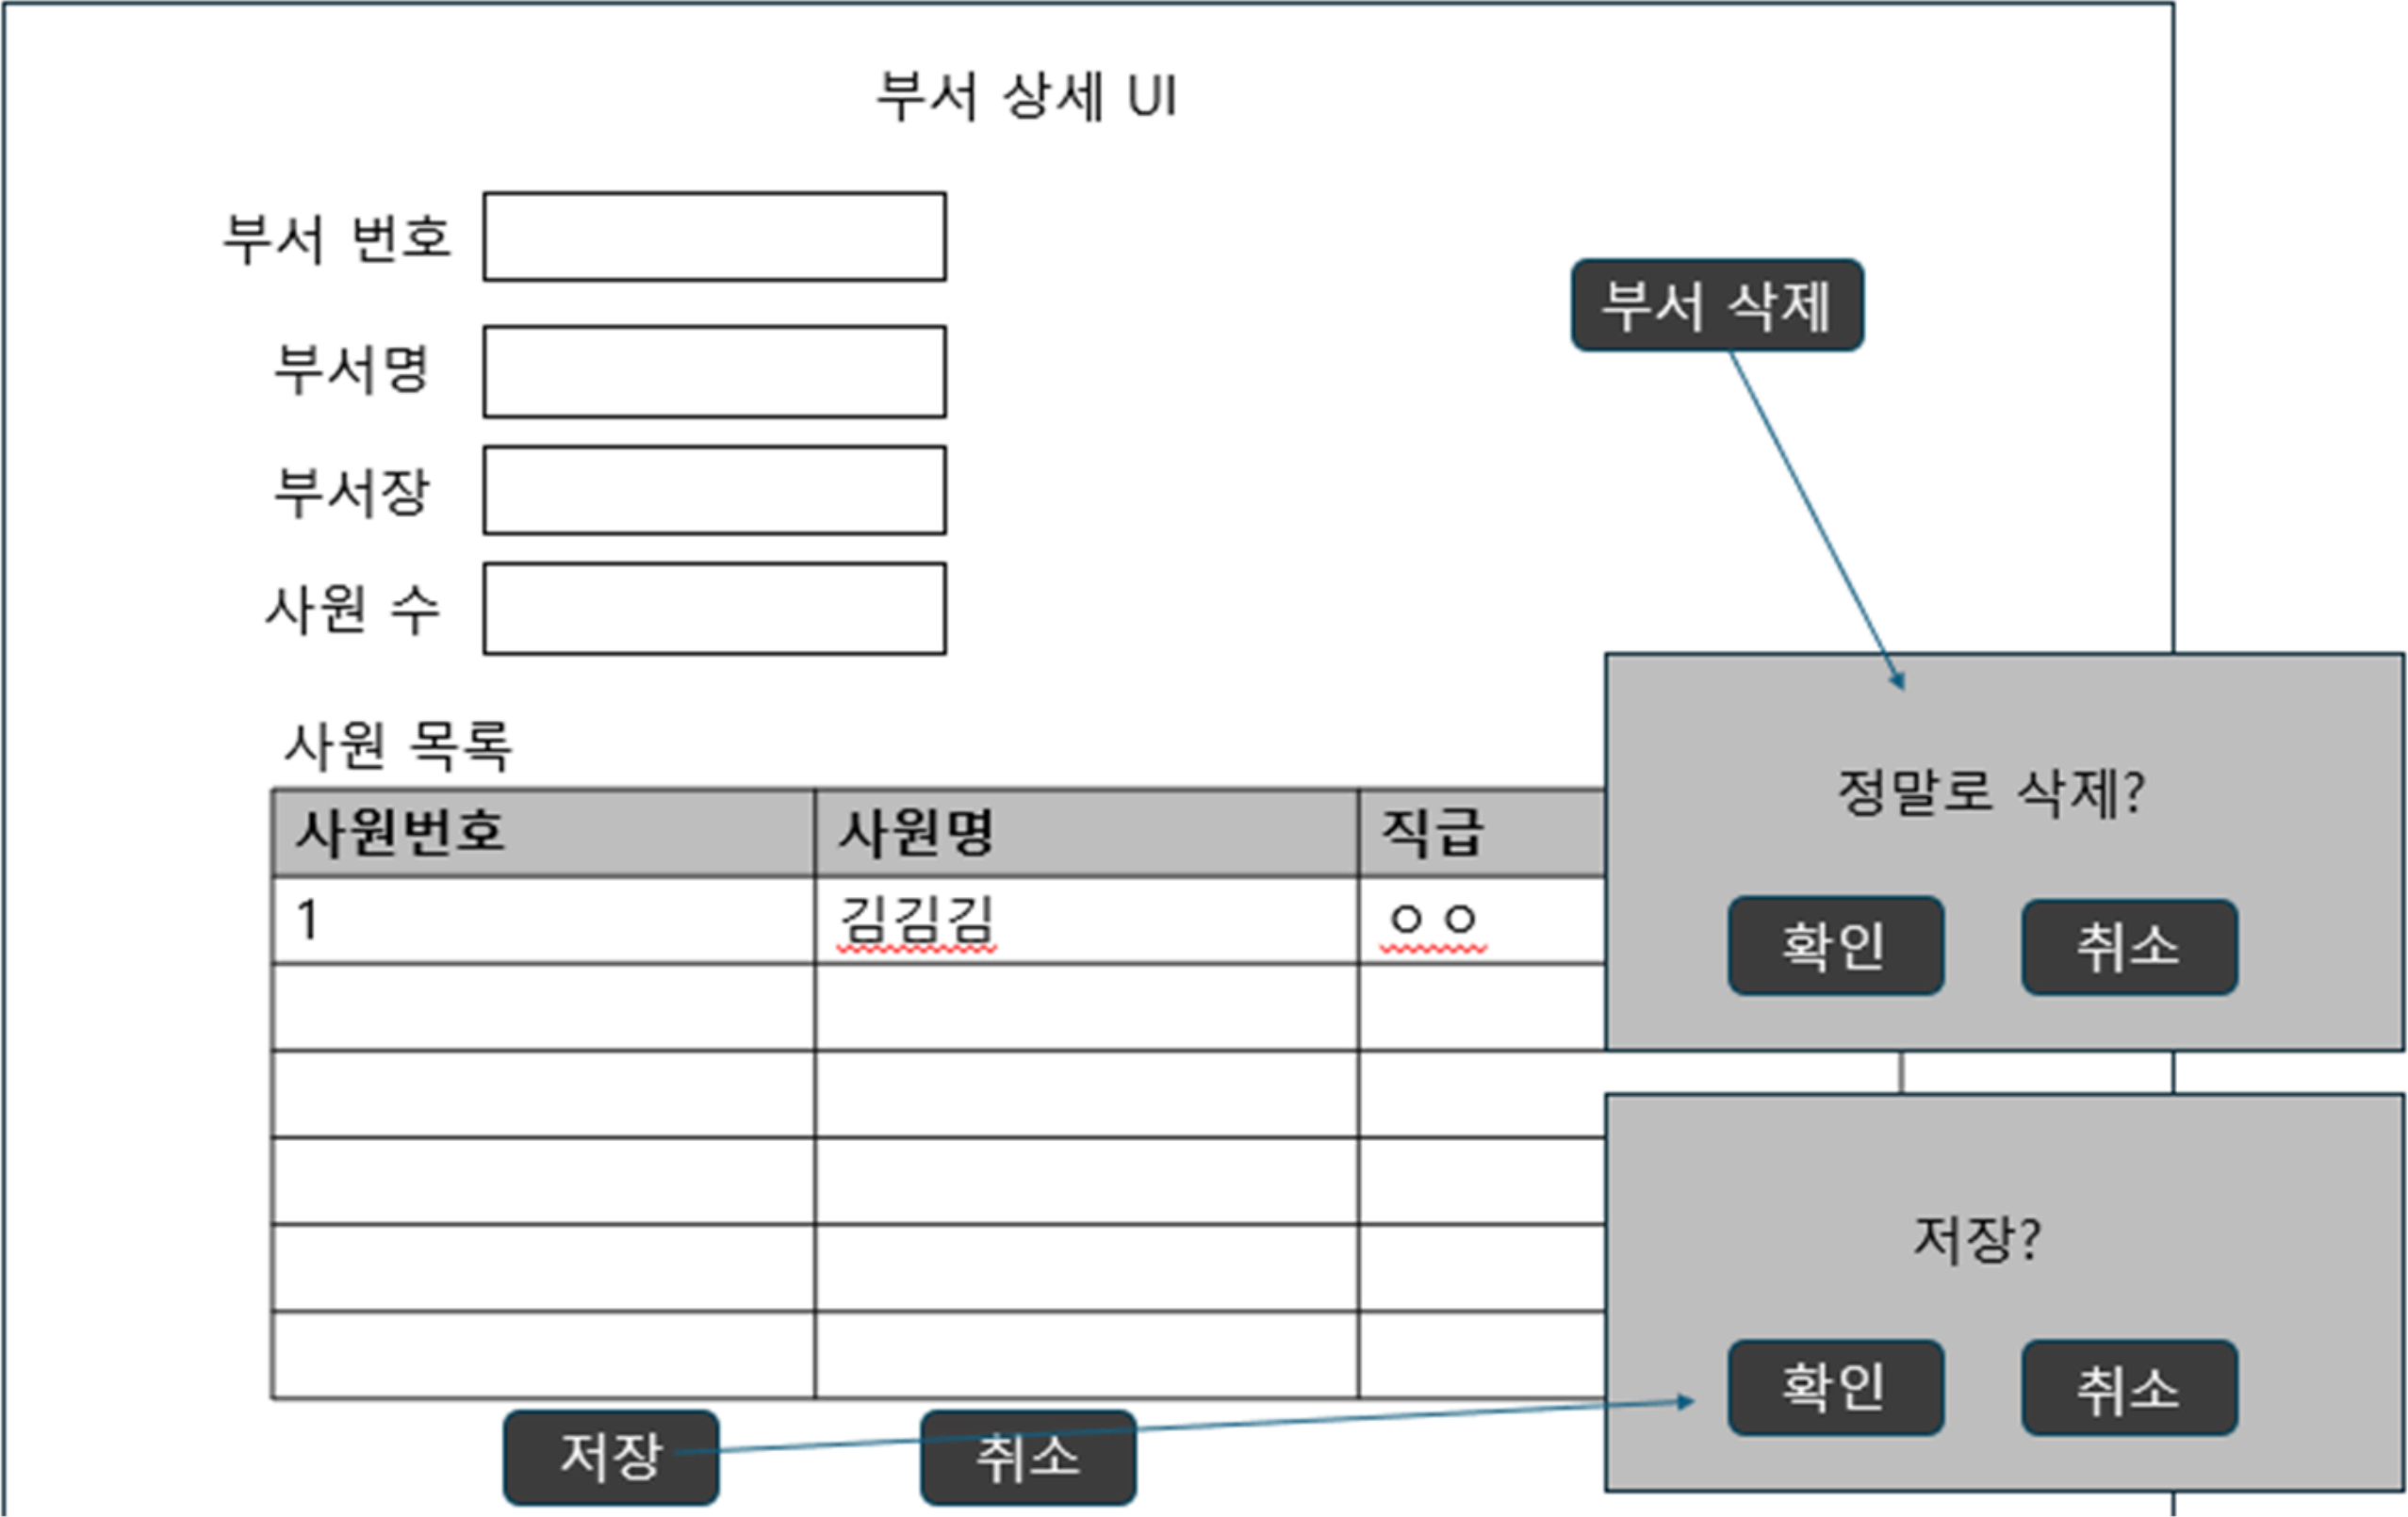 부서 상세 UI
부서 번호
부서 삭제
부서명
부서장
사원 수
사원 목록
사원번호 사원명 직급
1 김김김 ㅇㅇ
정말로 삭제?
확인 취소
저장?
확인 취소
저장 취소